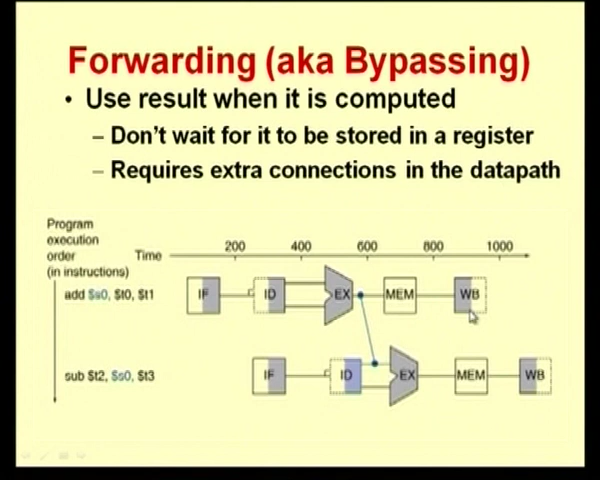 Forwarding (aka Bypassing)
• Use result when it is computed
– Don't wait for it to be stored in a register
– Requires extra connections in the datapath
Program
execution
order
(in instructions)
Time
200 400 600 800 1000
add $s0, $t0, $t1
IF ID EX MEM WB
sub $t2, $s0, $t3
IF ID EX MEM WB